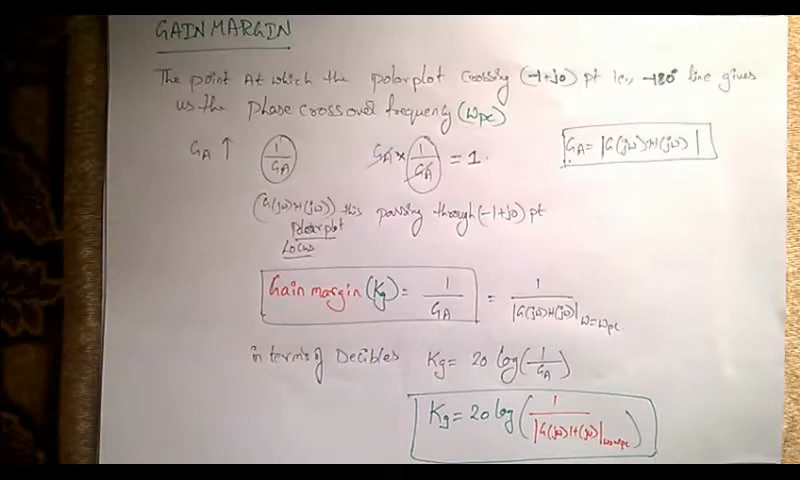 GAIN MARGIN
The point At which the polarplot crossing (-1+j0) pt ie., -180° line gives
us the phase crossover frequency (ωpc)
GA ↑ 1/GA GA × 1/GA = 1. GA = |G(jω)H(jω)|
(G(jω)H(jω)) this passing through (-1+j0) pt
polarplot
Locus
Gain margin (Kg) = 1/GA = 1/|G(jω)H(jω)|ω=ωpc
in terms of Decibles Kg = 20 log(1/GA)
Kg = 20 log(1/|G(jω)H(jω)|ω=ωpc)